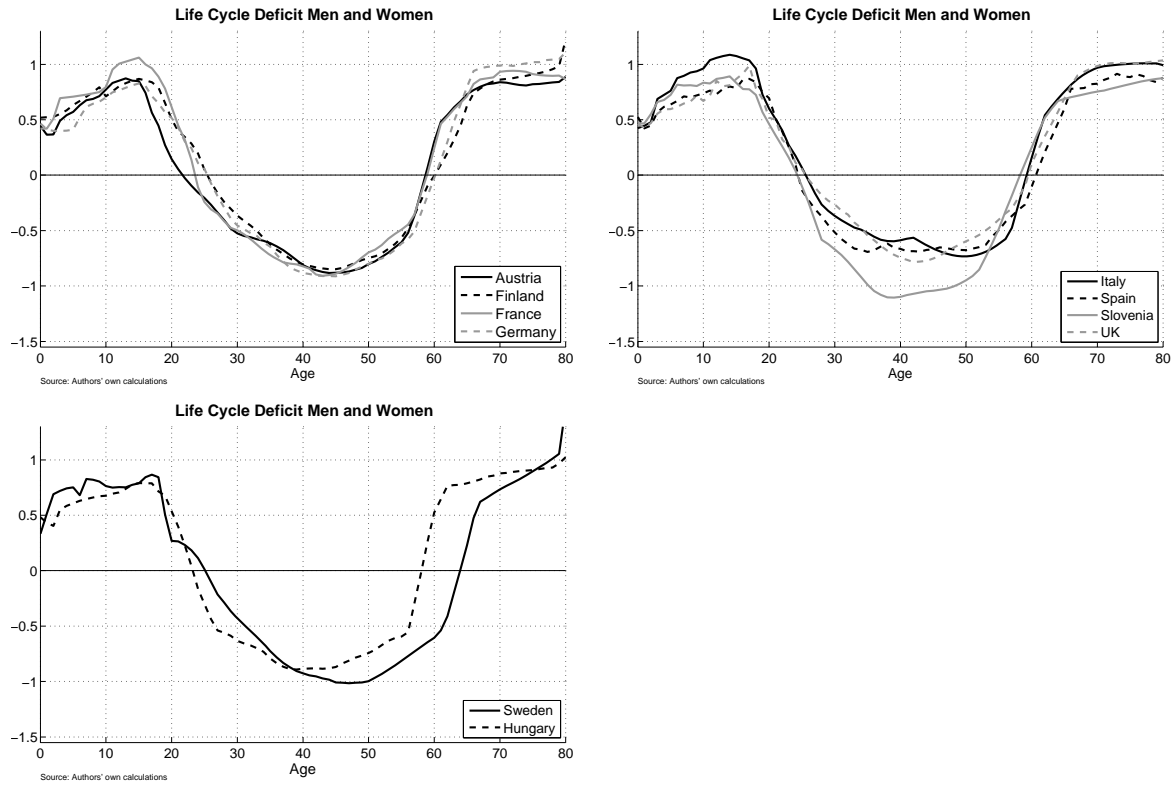 Life Cycle Deficit Men and Women
1
0.5
0
−0.5
−1
−1.5
0 10 20 30 40 50 60 70 80
Age
Austria
Finland
France
Germany
Source: Authors' own calculations
Life Cycle Deficit Men and Women
1
0.5
0
−0.5
−1
−1.5
0 10 20 30 40 50 60 70 80
Age
Italy
Spain
Slovenia
UK
Source: Authors' own calculations
Life Cycle Deficit Men and Women
1
0.5
0
−0.5
−1
−1.5
0 10 20 30 40 50 60 70 80
Age
Sweden
Hungary
Source: Authors' own calculations